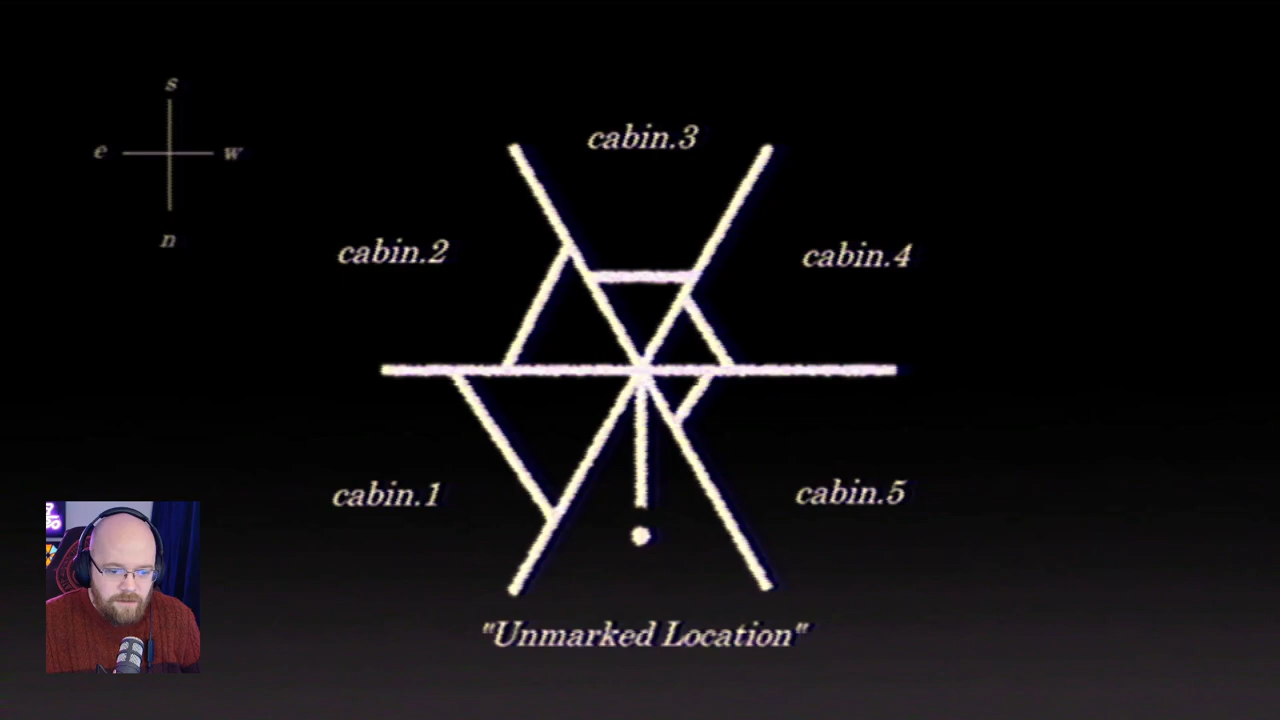 s
e
w
n
cabin.3
cabin.2
cabin.4
cabin.1
cabin.5
"Unmarked Location"